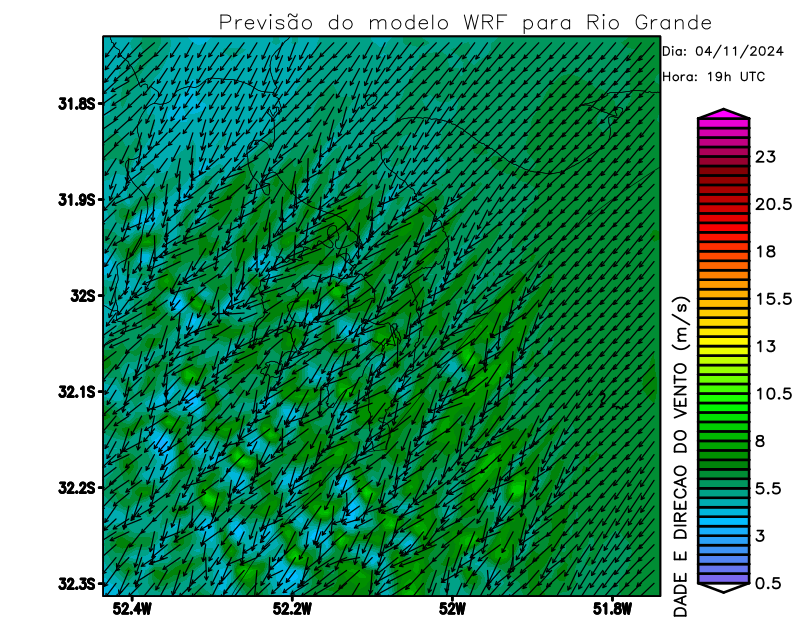 Previsão do modelo WRF para Rio Grande
Dia: 04/11/2024
Hora: 19h UTC
31.8S
31.9S
32S
32.1S
32.2S
32.3S
52.4W
52.2W
52W
51.8W
23
20.5
18
15.5
13
10.5
8
5.5
3
0.5
DADE E DIRECAO DO VENTO (m/s)